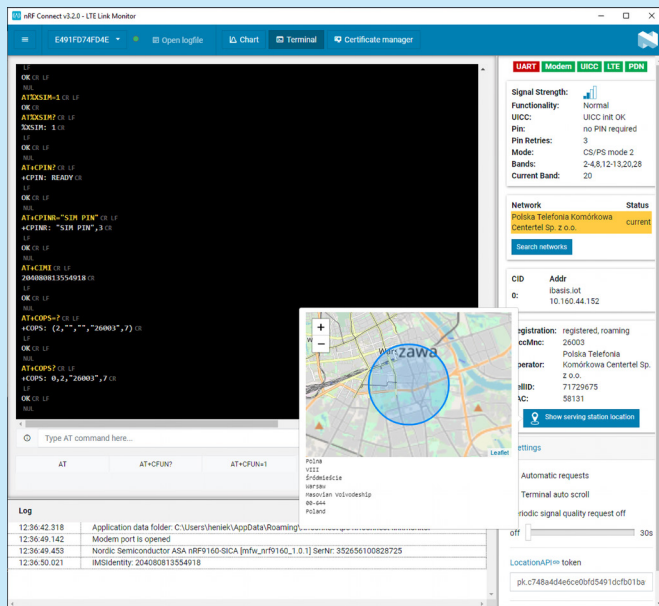 nRF Connect v3.2.0 - LTE Link Monitor
E491FD74FD4E
Open logfile
Chart
Terminal
Certificate manager
LF
OK CR LF
NUL
AT%XSIM=1 CR LF
OK CR
AT%XSIM? CR LF
%XSIM: 1 CR
LF
OK CR LF
NUL
AT+CPIN? CR LF
+CPIN: READY CR
LF
OK CR LF
NUL
AT+CPINR="SIM PIN" CR LF
+CPINR: "SIM PIN",3 CR
LF
OK CR LF
NUL
AT+CIMI CR LF
204080813554918 CR
LF
OK CR LF
NUL
AT+COPS=? CR LF
+COPS: (2,"","","26003",7) CR
LF
OK CR LF
NUL
AT+COPS? CR LF
+COPS: 0,2,"26003",7 CR
LF
OK CR LF
NUL
Type AT command here...
AT
AT+CFUN?
AT+CFUN=1
Log
12:36:42.318 Application data folder: C:\Users\heniek\AppData\Roaming\
12:36:49.142 Modem port is opened
12:36:49.453 Nordic Semiconductor ASA nRF9160-SICA [mfw_nrf9160_1.0.1] SerNr: 352656100828725
12:36:50.021 IMSIdentity: 204080813554918
UART Modem UICC LTE PDN
Signal Strength:
Functionality: Normal
UICC: UICC init OK
Pin: no PIN required
Pin Retries: 3
Mode: CS/PS mode 2
Bands: 2-4,8,12-13,20,28
Current Band: 20
Network Status
Polska Telefonia Komórkowa
Centertel Sp. z o.o. current
Search networks
CID Addr
0: ibasis.iot
10.160.44.152
egistration: registered, roaming
ccMnc: 26003
perator: Polska Telefonia
Komórkowa Centertel Sp.
z o.o.
ellID: 71729675
AC: 58131
Show serving station location
ettings
Automatic requests
Terminal auto scroll
riodic signal quality request off
off 30s
LocationAPI token
pk.c748a4d4e6ce0bfd5491dcfb01ba
+
−
Wars zawa
Leaflet
Polna
VIII
Śródmieście
Warsaw
Masovian Voivodeship
00-644
Poland